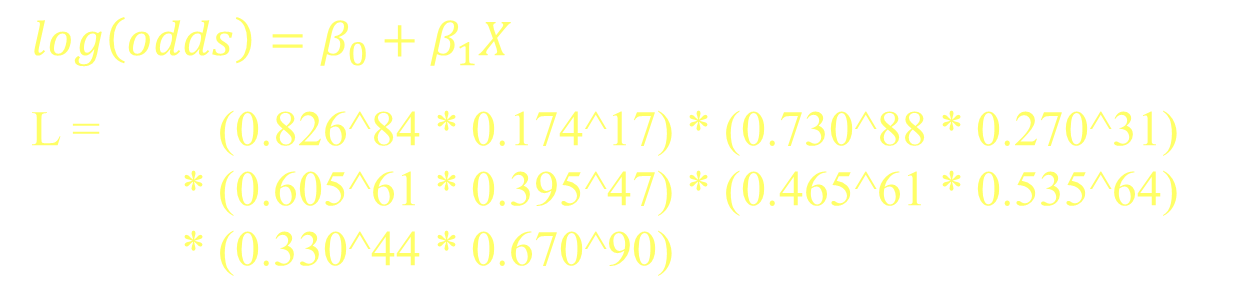 log(odds) = β₀ + β₁X
L = (0.826^84 * 0.174^17) * (0.730^88 * 0.270^31)
* (0.605^61 * 0.395^47) * (0.465^61 * 0.535^64)
* (0.330^44 * 0.670^90)